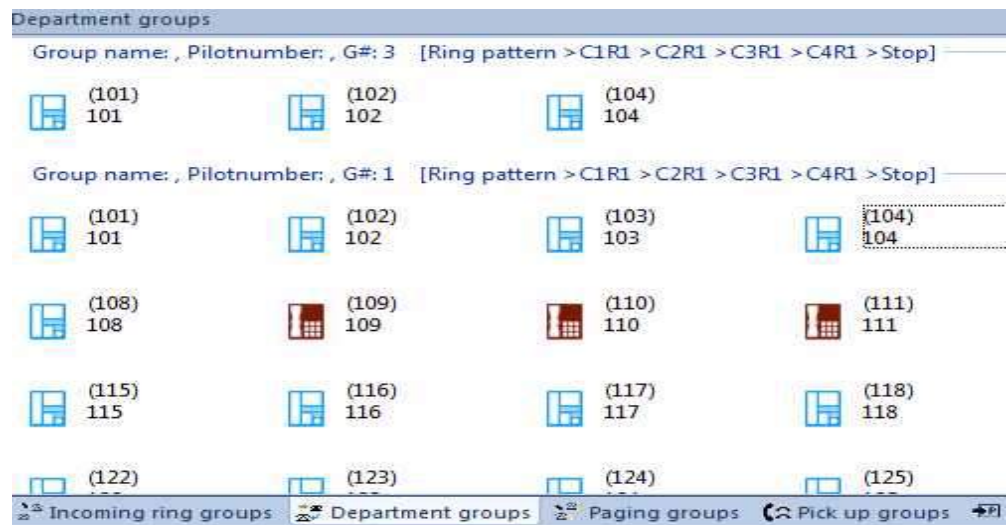 Department groups
Group name: , Pilotnumber: , G#: 3 [Ring pattern > C1R1 > C2R1 > C3R1 > C4R1 > Stop]
(101) (102) (104)
101 102 104
Group name: , Pilotnumber: , G#: 1 [Ring pattern > C1R1 > C2R1 > C3R1 > C4R1 > Stop]
(101) (102) (103) (104)
101 102 103 104
(108) (109) (110) (111)
108 109 110 111
(115) (116) (117) (118)
115 116 117 118
(122) (123) (124) (125)
Incoming ring groups Department groups Paging groups Pick up groups